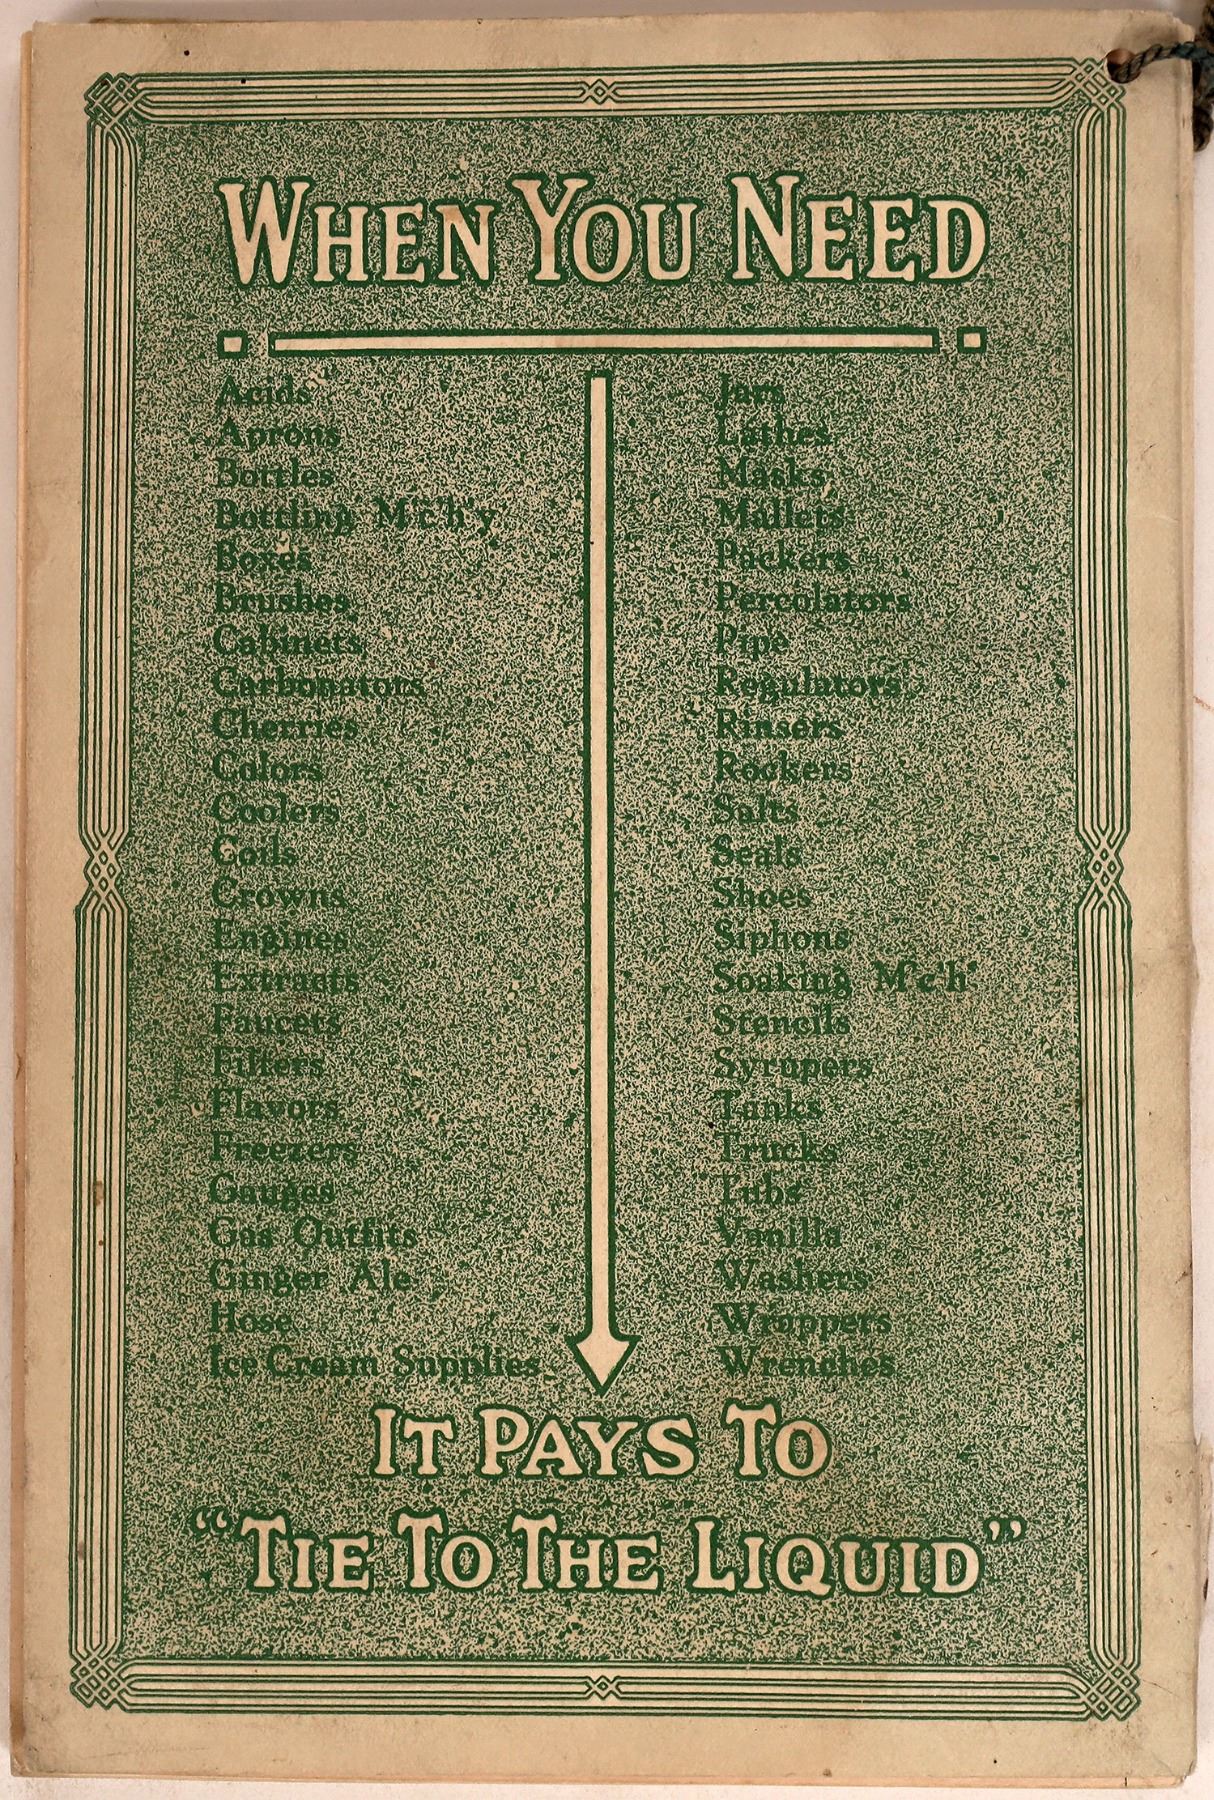 WHEN YOU NEED
Acids
Aprons
Bottles
Bottling M'c'h'y
Boxes
Brushes
Cabinets
Carbonators
Cherries
Colors
Coolers
Coils
Crowns
Engines
Extracts
Faucets
Filters
Flavors
Freezers
Gauges
Gas Outfits
Ginger Ale
Hose
Ice Cream Supplies
Jars
Lathes
Masks
Mallets
Packers
Percolators
Pipe
Regulators
Rinsers
Rockers
Salts
Seals
Shoes
Siphons
Soaking M'c'h'
Stencils
Syrupers
Tanks
Trucks
Tubs
Vanilla
Washers
Wrappers
Wrenches
IT PAYS TO
"TIE TO THE LIQUID"